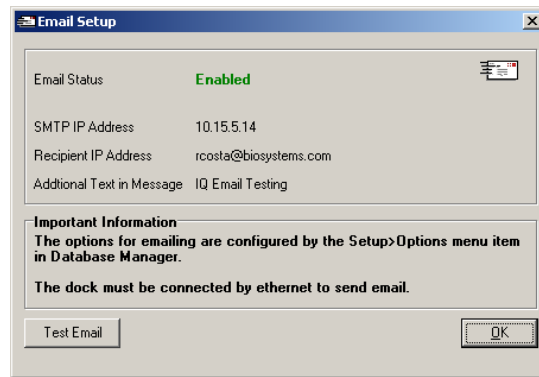 Email Setup
Email Status Enabled
SMTP IP Address 10.15.5.14
Recipient IP Address rcosta@biosystems.com
Addtional Text in Message IQ Email Testing
Important Information
The options for emailing are configured by the Setup>Options menu item
in Database Manager.
The dock must be connected by ethernet to send email.
Test Email OK